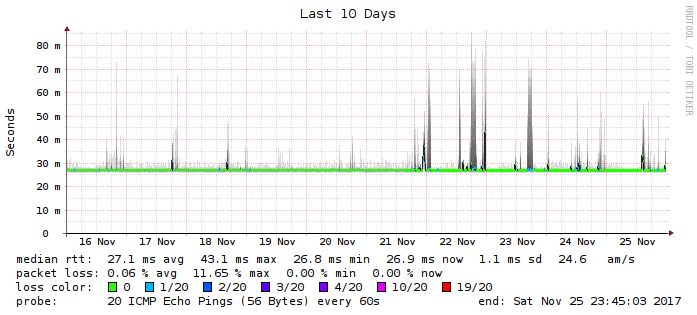 Last 10 Days
RRDTOOL / TOBI OETIKER
Seconds
80 m
70 m
60 m
50 m
40 m
30 m
20 m
10 m
0
16 Nov 17 Nov 18 Nov 19 Nov 20 Nov 21 Nov 22 Nov 23 Nov 24 Nov 25 Nov
median rtt: 27.1 ms avg 43.1 ms max 26.8 ms min 26.9 ms now 1.1 ms sd 24.6 am/s
packet loss: 0.06 % avg 11.65 % max 0.00 % min 0.00 % now
loss color: 0 1/20 2/20 3/20 4/20 10/20 19/20
probe: 20 ICMP Echo Pings (56 Bytes) every 60s end: Sat Nov 25 23:45:03 2017